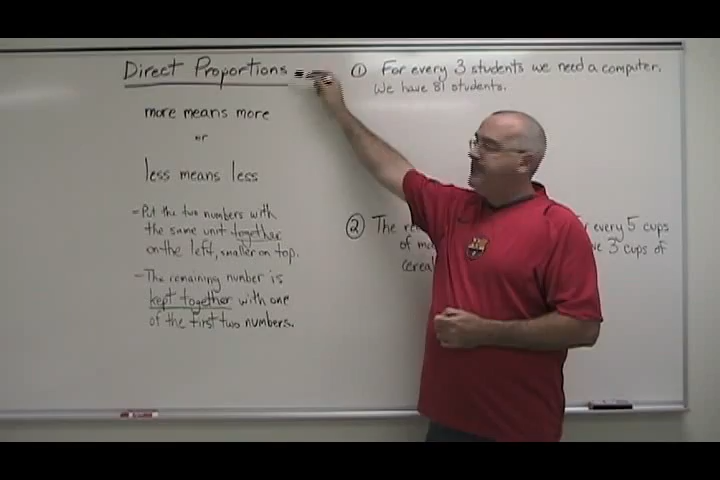 Direct Proportions
more means more
or
less means less
-Put the two numbers with
the same unit together
on the left, smaller on top.
-The remaining number is
kept together with one
of the first two numbers.
① For every 3 students we need a computer.
We have 81 students.
② The every 5 cups
of 3 cups of
cereal